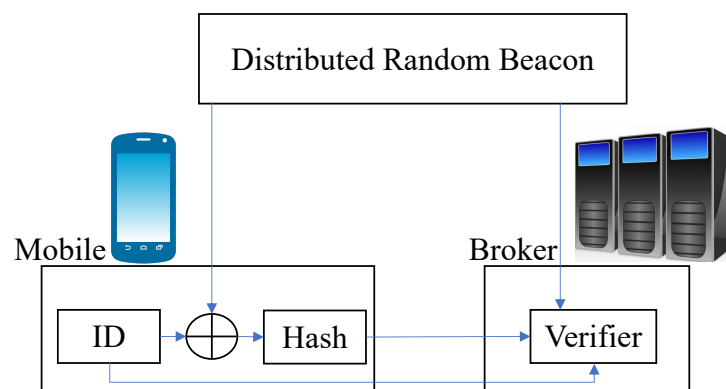 Distributed Random Beacon
Mobile
Broker
ID
Hash
Verifier